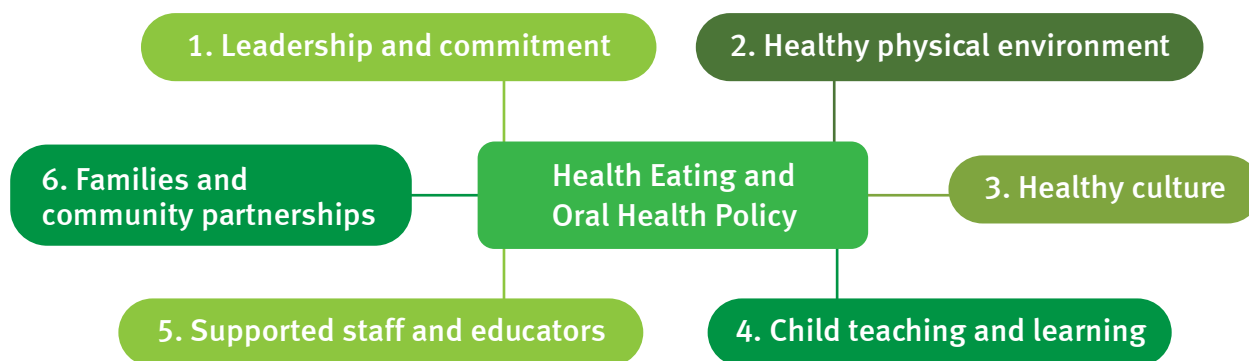 1. Leadership and commitment
2. Healthy physical environment
6. Families and
community partnerships
Health Eating and
Oral Health Policy
3. Healthy culture
5. Supported staff and educators
4. Child teaching and learning